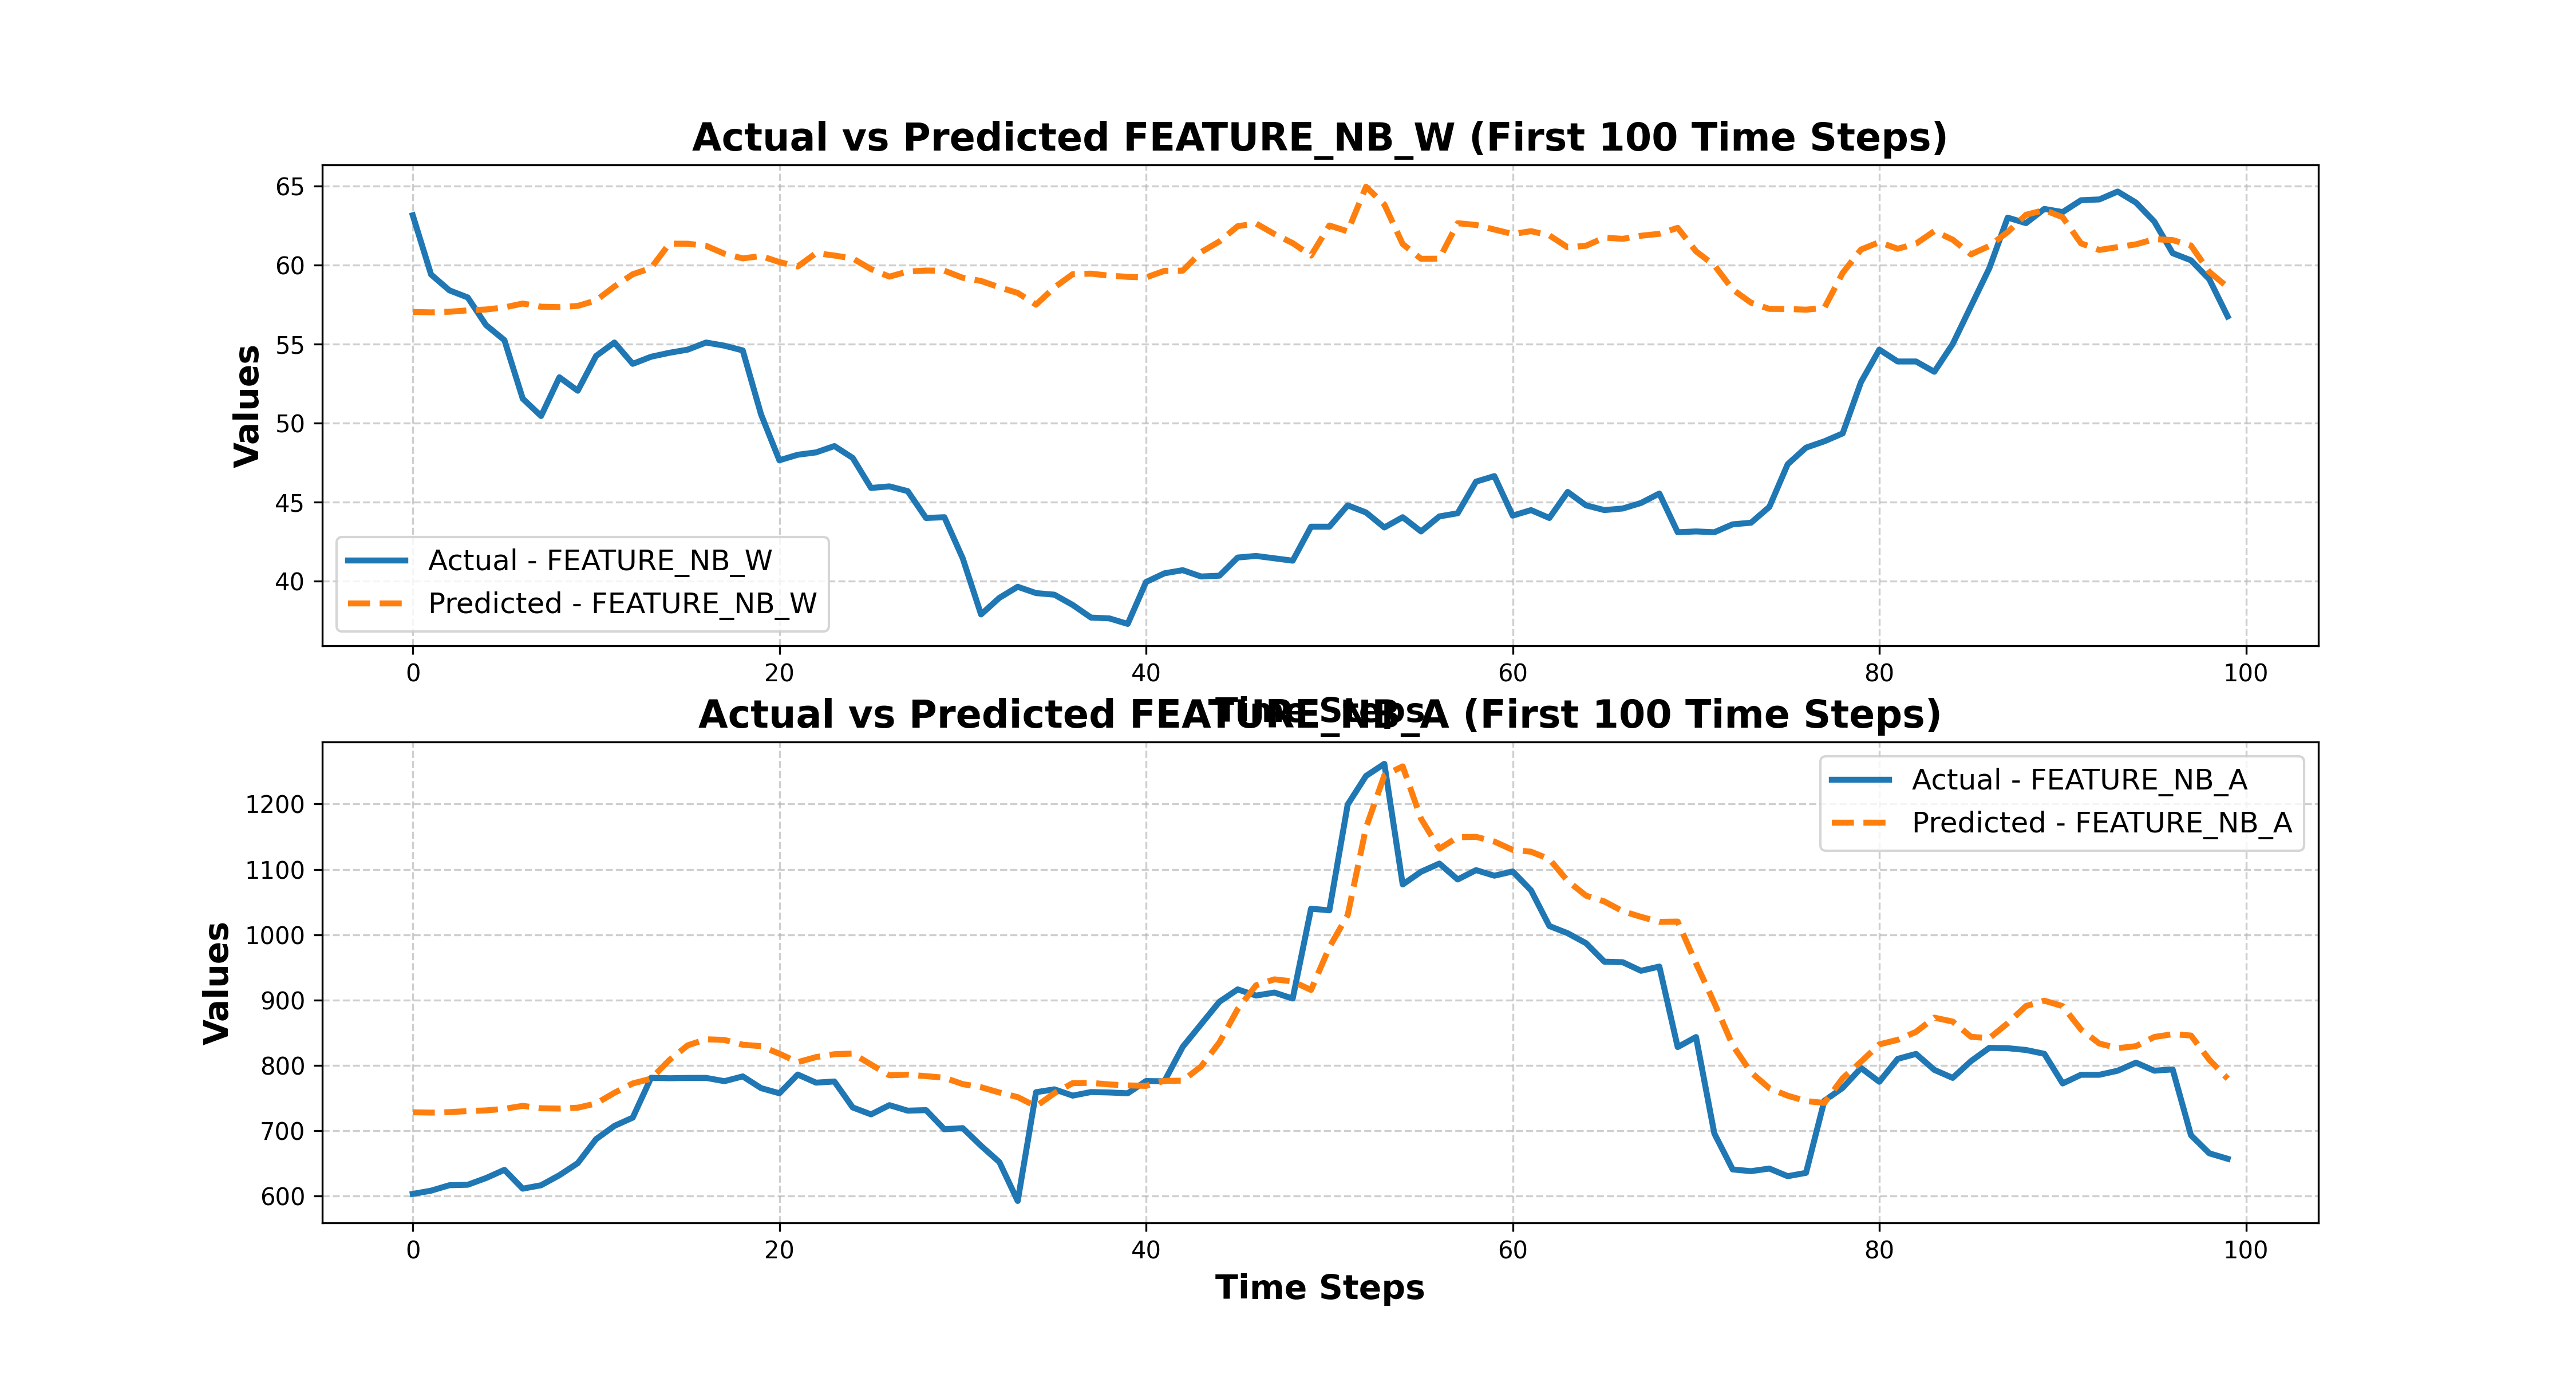 Actual vs Predicted FEATURE_NB_W (First 100 Time Steps)
65
60
55
50
45
40
Values
Actual - FEATURE_NB_W
Predicted - FEATURE_NB_W
0 20 40 60 80 100
Time Steps
Actual vs Predicted FEATURE_NB_A (First 100 Time Steps)
1200
1100
1000
900
800
700
600
Values
Actual - FEATURE_NB_A
Predicted - FEATURE_NB_A
0 20 40 60 80 100
Time Steps